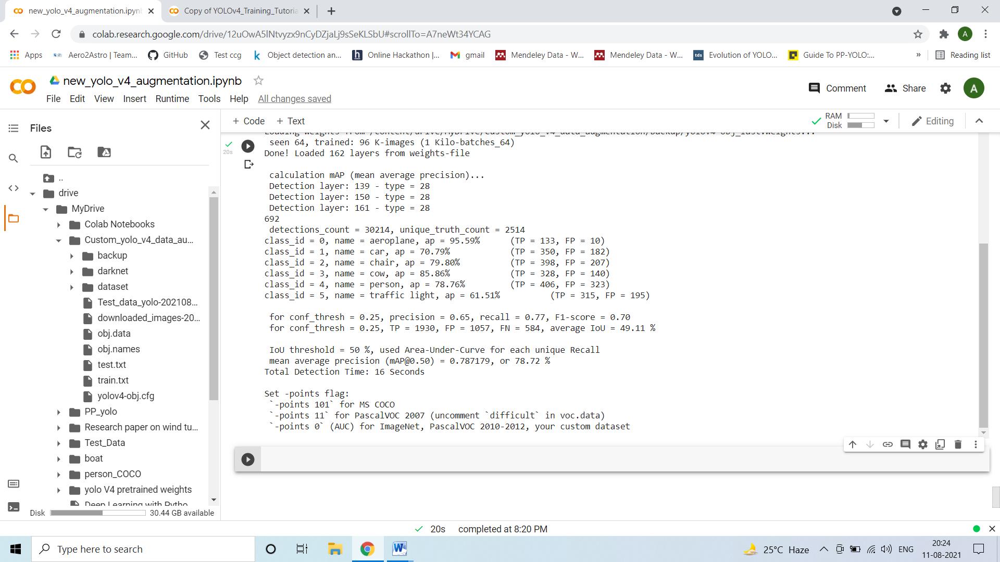 new_yolo_v4_augmentation.ipynb
Copy of YOLOv4_Training_Tutoria
colab.research.google.com/drive/12uOwA5lNtvyzx9nCyDZjaLj9sSeKLSbU#scrollTo=A7neWt34YCAG
A
Apps
Aero2Astro | Team...
GitHub
Test ccg
Object detection an...
Online Hackathon |...
gmail
Mendeley Data - W...
Mendeley Data - W...
tds
Evolution of YOLO...
Guide To PP-YOLO:...
»
Reading list
new_yolo_v4_augmentation.ipynb
Comment
Share
A
File Edit View Insert Runtime Tools Help All changes saved
Files
+ Code + Text
RAM
Disk
Editing
..
drive
MyDrive
Colab Notebooks
Custom_yolo_v4_data_au...
backup
darknet
dataset
Test_data_yolo-202108...
downloaded_images-20...
obj.data
obj.names
test.txt
train.txt
yolov4-obj.cfg
PP_yolo
Research paper on wind tu...
Test_Data
boat
person_COCO
yolo V4 pretrained weights
Deep Learning with Pytho
Disk 30.44 GB available
20s
Loading weights from /content/drive/MyDrive/Custom_yolo_v4_data_augmentation/backup/yolov4-obj_last.weights...
seen 64, trained: 96 K-images (1 Kilo-batches_64)
Done! Loaded 162 layers from weights-file
calculation mAP (mean average precision)...
Detection layer: 139 - type = 28
Detection layer: 150 - type = 28
Detection layer: 161 - type = 28
692
detections_count = 30214, unique_truth_count = 2514
class_id = 0, name = aeroplane, ap = 95.59% (TP = 133, FP = 10)
class_id = 1, name = car, ap = 70.79% (TP = 350, FP = 182)
class_id = 2, name = chair, ap = 79.80% (TP = 398, FP = 207)
class_id = 3, name = cow, ap = 85.86% (TP = 328, FP = 140)
class_id = 4, name = person, ap = 78.76% (TP = 406, FP = 323)
class_id = 5, name = traffic light, ap = 61.51% (TP = 315, FP = 195)
for conf_thresh = 0.25, precision = 0.65, recall = 0.77, F1-score = 0.70
for conf_thresh = 0.25, TP = 1930, FP = 1057, FN = 584, average IoU = 49.11 %
IoU threshold = 50 %, used Area-Under-Curve for each unique Recall
mean average precision (mAP@0.50) = 0.787179, or 78.72 %
Total Detection Time: 16 Seconds
Set -points flag:
`-points 101` for MS COCO
`-points 11` for PascalVOC 2007 (uncomment `difficult` in voc.data)
`-points 0` (AUC) for ImageNet, PascalVOC 2010-2012, your custom dataset
20s completed at 8:20 PM
Type here to search
25°C Haze
ENG
20:24
11-08-2021